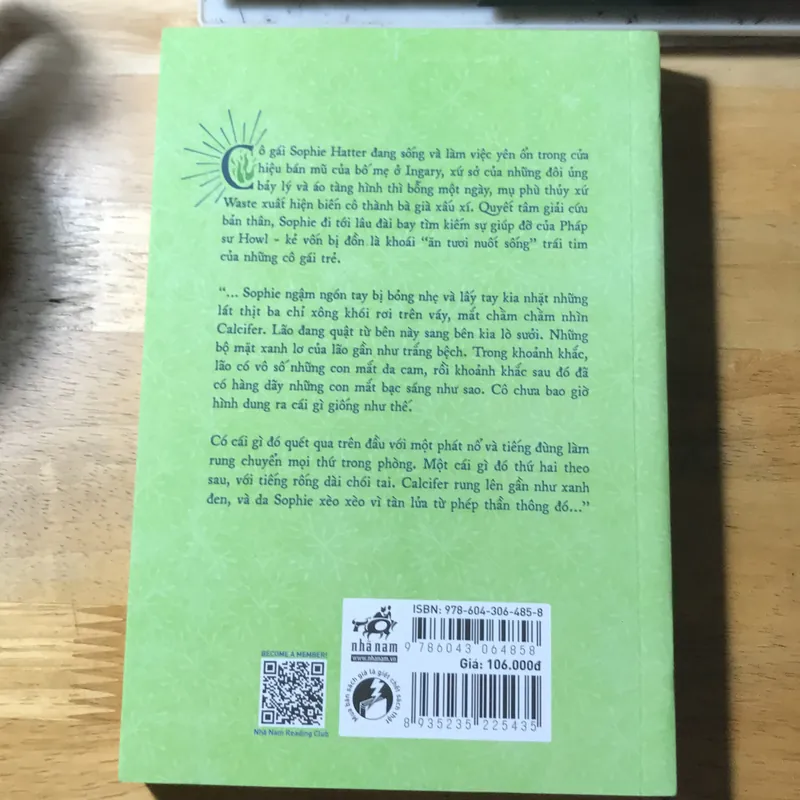 Cô gái Sophie Hatter đang sống và làm việc yên ổn trong cửa
hiệu bán mũ của bố mẹ ở Ingary, xứ sở của những đôi ủng
bảy lý và áo tàng hình thì bỗng một ngày, mụ phù thủy xứ
Waste xuất hiện biến cô thành bà già xấu xí. Quyết tâm giải cứu
bản thân, Sophie đi tới lâu đài bay tìm kiếm sự giúp đỡ của Pháp
sư Howl - kẻ vốn bị đồn là khoái “ăn tươi nuốt sống” trái tim
của những cô gái trẻ.
“... Sophie ngậm ngón tay bị bỏng nhẹ và lấy tay kia nhặt những
lát thịt ba chỉ xông khói rơi trên váy, mắt chằm chằm nhìn
Calcifer. Lão đang quật từ bên này sang bên kia lò sưởi. Những
bộ mặt xanh lơ của lão gần như trắng bệch. Trong khoảnh khắc,
lão có vô số những con mắt da cam, rồi khoảnh khắc sau đó đã
có hàng dãy những con mắt bạc sáng như sao. Cô chưa bao giờ
hình dung ra cái gì giống như thế.
Có cái gì đó quét qua trên đầu với một phát nổ và tiếng đùng làm
rung chuyển mọi thứ trong phòng. Một cái gì đó thứ hai theo
sau, với tiếng rống dài chói tai. Calcifer rung lên gần như xanh
đen, và da Sophie xèo xèo vì tàn lửa từ phép thần thông đó...”
BECOME A MEMBER!
Nhã Nam Reading Club
nhã nam
www.nhanam.vn
Mua bán sách giả là giết chết sách thật
ISBN: 978-604-306-485-8
9 786043 064858
Giá: 106.000đ
8 935235 225435